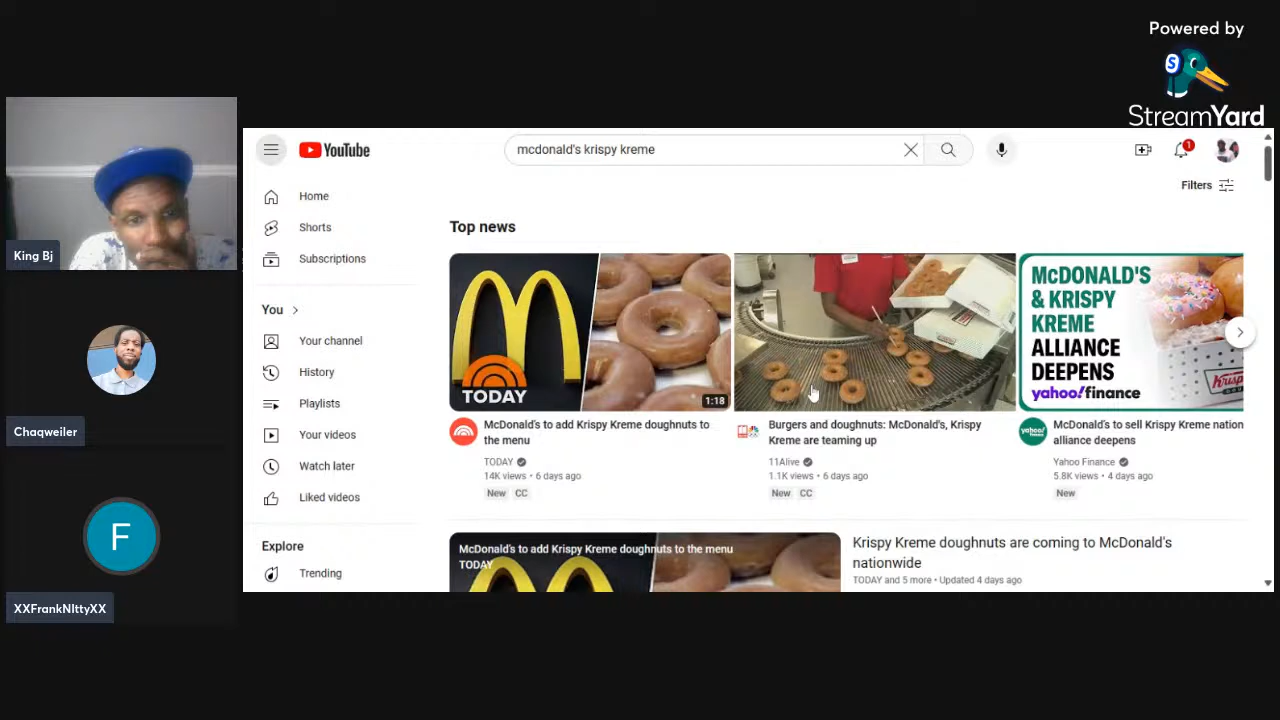 Powered by
StreamYard
King Bj
Chaqweiler
F
XXFrankNIttyXX
YouTube
mcdonald's krispy kreme
1
Filters
Home
Shorts
Subscriptions
You
Your channel
History
Playlists
Your videos
Watch later
Liked videos
Explore
Trending
Top news
TODAY
1:18
McDonald's to add Krispy Kreme doughnuts to
the menu
TODAY
14K views • 6 days ago
New CC
Burgers and doughnuts: McDonald's, Krispy
Kreme are teaming up
11Alive
1.1K views • 6 days ago
New CC
McDONALD'S
& KRISPY
KREME
ALLIANCE
DEEPENS
yahoo!finance
McDonald's to sell Krispy Kreme nation
alliance deepens
Yahoo Finance
5.8K views • 4 days ago
New
McDonald's to add Krispy Kreme doughnuts to the menu
TODAY
Krispy Kreme doughnuts are coming to McDonald's
nationwide
TODAY and 5 more • Updated 4 days ago